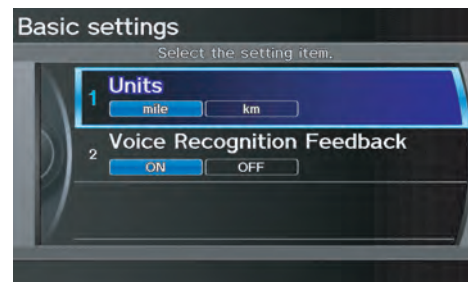 Basic settings
Select the setting item.
1 Units
mile km
2 Voice Recognition Feedback
ON OFF